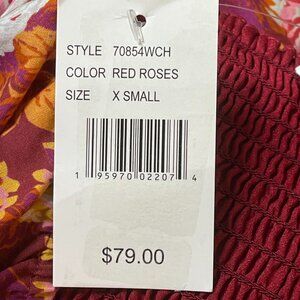 STYLE 70854WCH
COLOR RED ROSES
SIZE X SMALL
1 95970 02207 4
$79.00